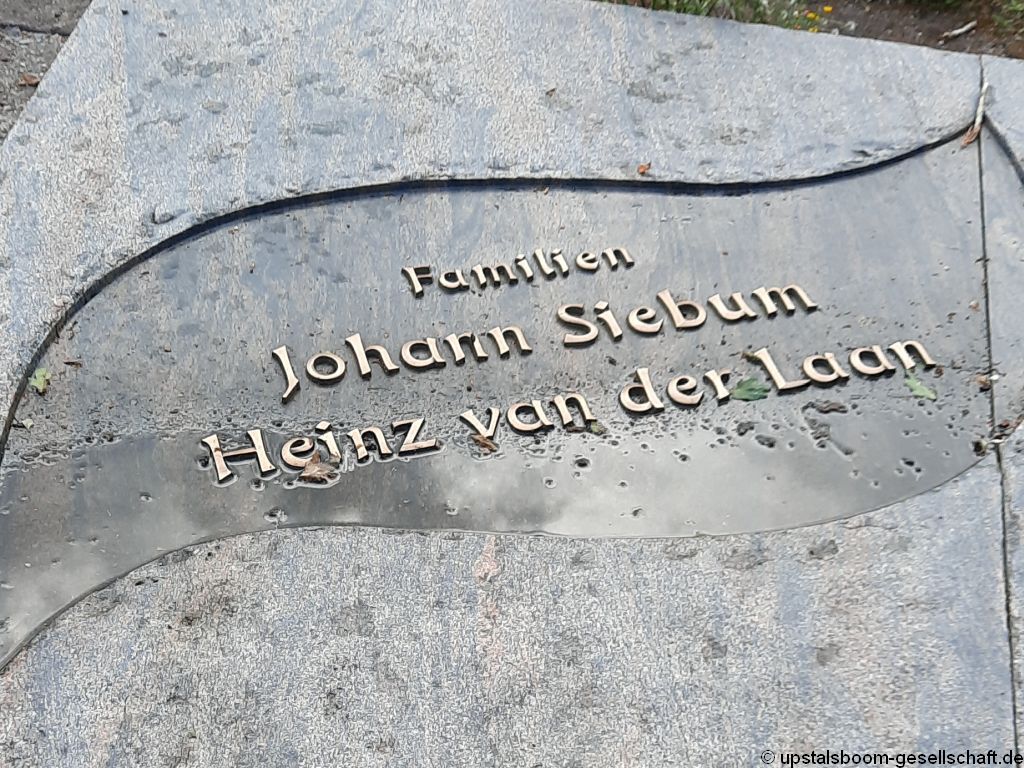 Familien
Johann Siebum
Heinz van der Laan
© upstalsboom-gesellschaft.de